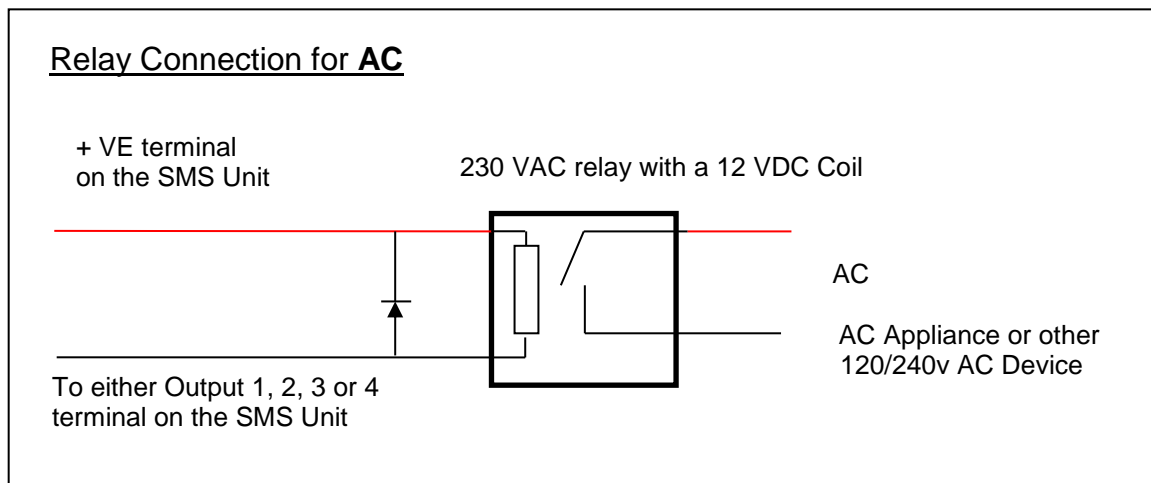 Relay Connection for AC
+ VE terminal
on the SMS Unit
230 VAC relay with a 12 VDC Coil
AC
AC Appliance or other
120/240v AC Device
To either Output 1, 2, 3 or 4
terminal on the SMS Unit